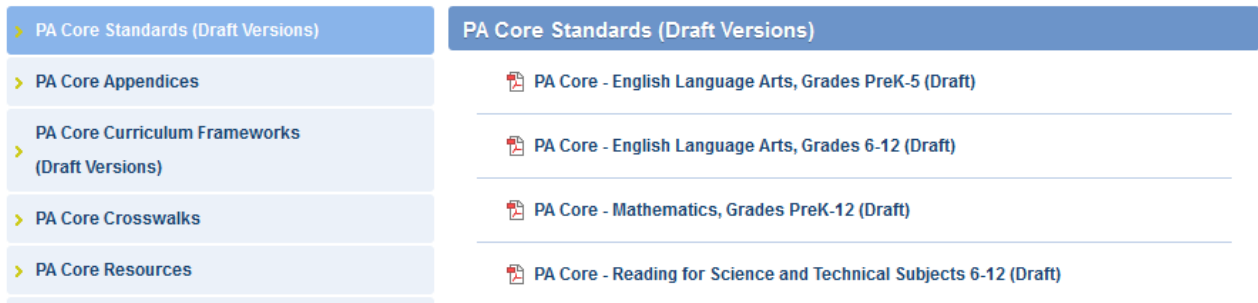 PA Core Standards (Draft Versions)
PA Core Appendices
PA Core Curriculum Frameworks
(Draft Versions)
PA Core Crosswalks
PA Core Resources
PA Core Standards (Draft Versions)
PA Core - English Language Arts, Grades PreK-5 (Draft)
PA Core - English Language Arts, Grades 6-12 (Draft)
PA Core - Mathematics, Grades PreK-12 (Draft)
PA Core - Reading for Science and Technical Subjects 6-12 (Draft)